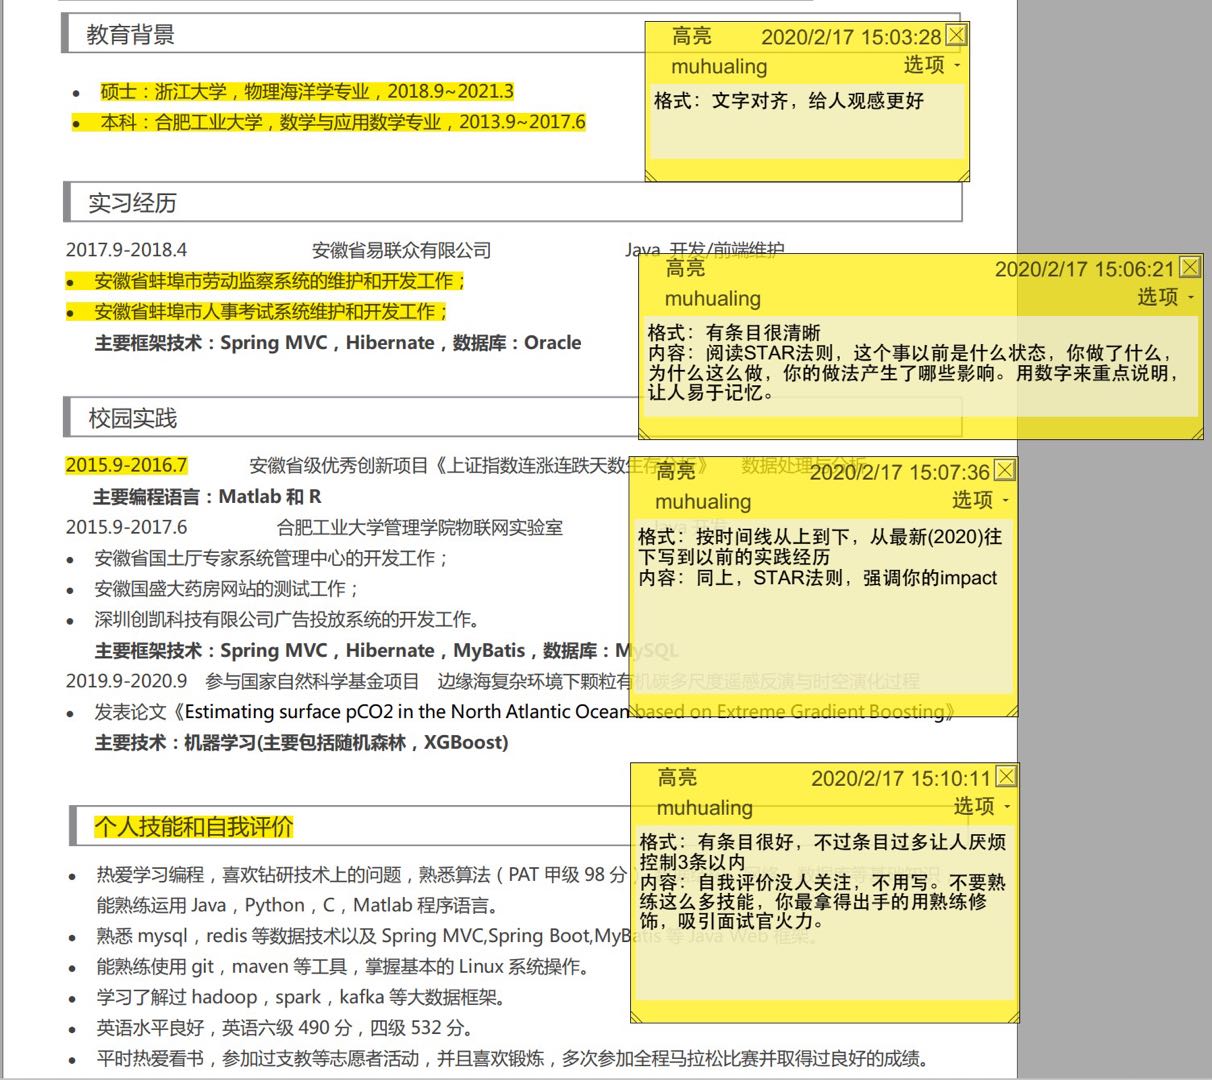 教育背景
高亮 2020/2/17 15:03:28
muhualing 选项
格式：文字对齐，给人观感更好
• 硕士：浙江大学，物理海洋学专业，2018.9~2021.3
• 本科：合肥工业大学，数学与应用数学专业，2013.9~2017.6
实习经历
2017.9-2018.4 安徽省易联众有限公司 Java 开发/前端维护
• 安徽省蚌埠市劳动监察系统的维护和开发工作；
• 安徽省蚌埠市人事考试系统维护和开发工作；
主要框架技术：Spring MVC，Hibernate，数据库：Oracle
高亮 2020/2/17 15:06:21
muhualing 选项
格式：有条目很清晰
内容：阅读STAR法则，这个事以前是什么状态，你做了什么，
为什么这么做，你的做法产生了哪些影响。用数字来重点说明，
让人易于记忆。
校园实践
2015.9-2016.7 安徽省级优秀创新项目《上证指数连涨连跌天数生存分析》 数据处理与分析
主要编程语言：Matlab 和 R
2015.9-2017.6 合肥工业大学管理学院物联网实验室 Java 开发
• 安徽省国土厅专家系统管理中心的开发工作；
• 安徽国盛大药房网站的测试工作；
• 深圳创凯科技有限公司广告投放系统的开发工作。
主要框架技术：Spring MVC，Hibernate，MyBatis，数据库：MySQL
2019.9-2020.9 参与国家自然科学基金项目 边缘海复杂环境下颗粒有机碳多尺度遥感反演与时空演化过程
• 发表论文《Estimating surface pCO2 in the North Atlantic Ocean based on Extreme Gradient Boosting》
主要技术：机器学习(主要包括随机森林，XGBoost)
高亮 2020/2/17 15:07:36
muhualing 选项
格式：按时间线从上到下，从最新(2020)往
下写到以前的实践经历
内容：同上，STAR法则，强调你的impact
个人技能和自我评价
• 热爱学习编程，喜欢钻研技术上的问题，熟悉算法（PAT 甲级 98 分）
能熟练运用 Java，Python，C，Matlab 程序语言。
• 熟悉 mysql，redis 等数据技术以及 Spring MVC,Spring Boot,MyBatis 等 Java Web 框架。
• 能熟练使用 git，maven 等工具，掌握基本的 Linux 系统操作。
• 学习了解过 hadoop，spark，kafka 等大数据框架。
• 英语水平良好，英语六级 490 分，四级 532 分。
• 平时热爱看书，参加过支教等志愿者活动，并且喜欢锻炼，多次参加全程马拉松比赛并取得过良好的成绩。
高亮 2020/2/17 15:10:11
muhualing 选项
格式：有条目很好，不过条目过多让人厌烦
控制3条以内
内容：自我评价没人关注，不用写。不要熟
练这么多技能，你最拿得出手的用熟练修
饰，吸引面试官火力。